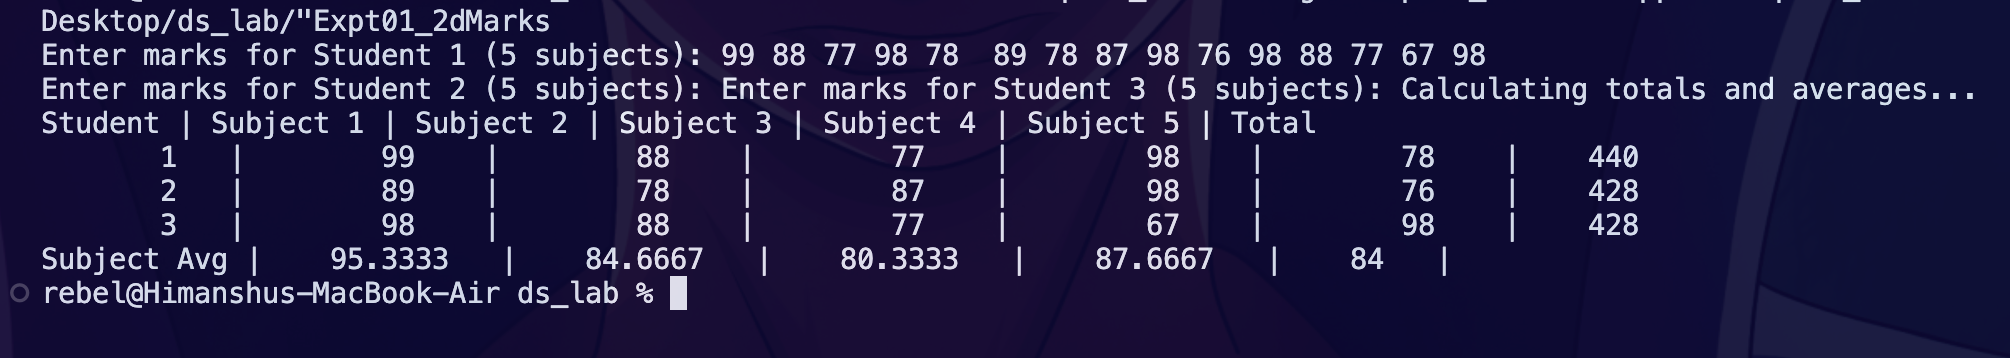 Desktop/ds_lab/"Expt01_2dMarks
Enter marks for Student 1 (5 subjects): 99 88 77 98 78  89 78 87 98 76 98 88 77 67 98
Enter marks for Student 2 (5 subjects): Enter marks for Student 3 (5 subjects): Calculating totals and averages...
Student | Subject 1 | Subject 2 | Subject 3 | Subject 4 | Subject 5 | Total
1 | 99 | 88 | 77 | 98 | 78 | 440
2 | 89 | 78 | 87 | 98 | 76 | 428
3 | 98 | 88 | 77 | 67 | 98 | 428
Subject Avg | 95.3333 | 84.6667 | 80.3333 | 87.6667 | 84 |
rebel@Himanshus-MacBook-Air ds_lab %